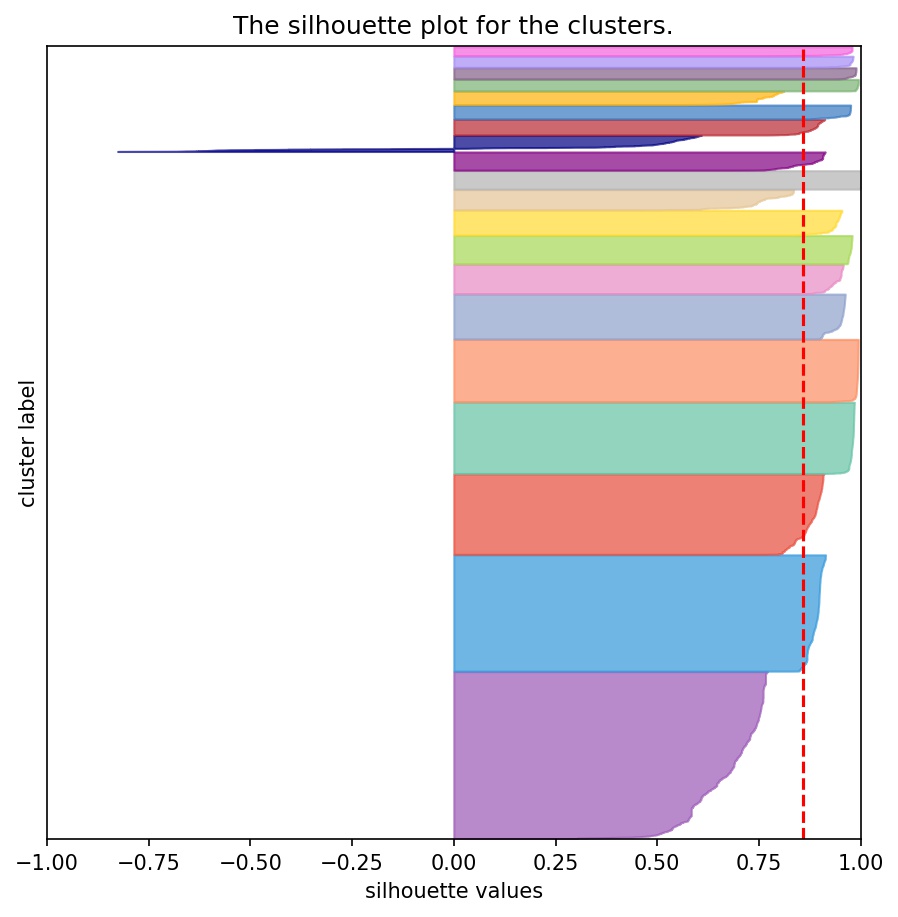 The silhouette plot for the clusters.
cluster label
−1.00 −0.75 −0.50 −0.25 0.00 0.25 0.50 0.75 1.00
silhouette values